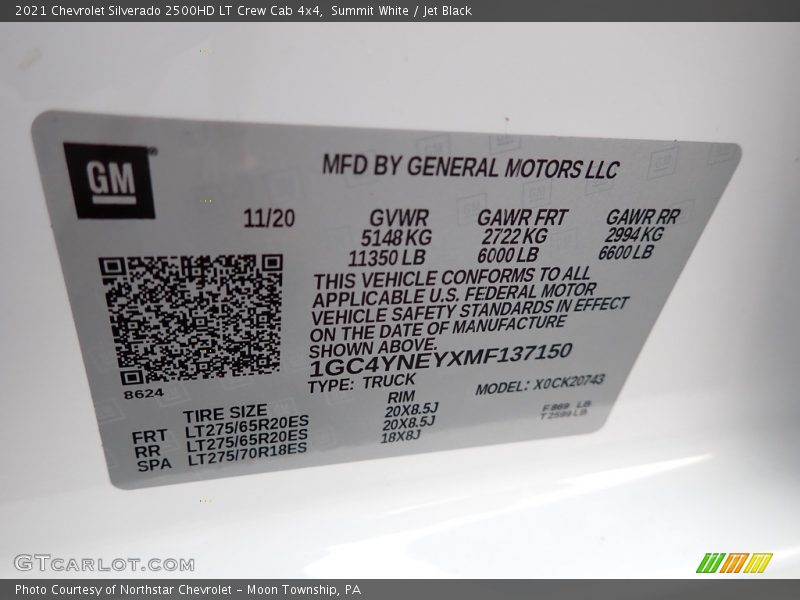 2021 Chevrolet Silverado 2500HD LT Crew Cab 4x4, Summit White / Jet Black
GM
MFD BY GENERAL MOTORS LLC
11/20 GVWR GAWR FRT GAWR RR
5148 KG 2722 KG 2994 KG
11350 LB 6000 LB 6600 LB
THIS VEHICLE CONFORMS TO ALL
APPLICABLE U.S. FEDERAL MOTOR
VEHICLE SAFETY STANDARDS IN EFFECT
ON THE DATE OF MANUFACTURE
SHOWN ABOVE.
1GC4YNEYXMF137150
TYPE: TRUCK MODEL: X0CK20743
8624
TIRE SIZE RIM
FRT LT275/65R20ES 20X8.5J
RR LT275/65R20ES 20X8.5J
SPA LT275/70R18ES 18X8J
F 869 LB
T 2599 LB
GTCARLOT.COM
Photo Courtesy of Northstar Chevrolet - Moon Township, PA